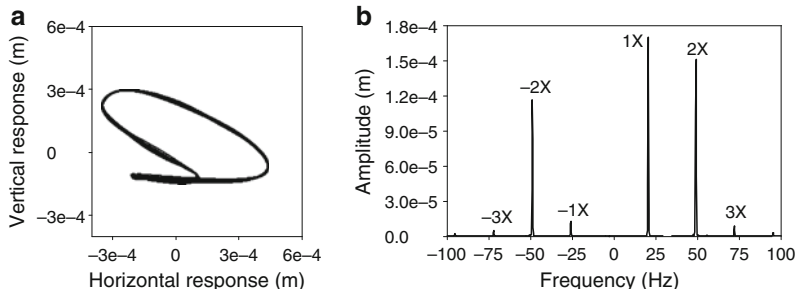 a
6e–4
3e–4
0
–3e–4
Vertical response (m)
–3e–4 0 3e–4 6e–4
Horizontal response (m)
b
1.8e–4
1.5e–4
1.2e–4
9.0e–5
6.0e–5
3.0e–5
0.0
Amplitude (m)
–3X
–2X
–1X
1X
2X
3X
–100 –75 –50 –25 0 25 50 75 100
Frequency (Hz)